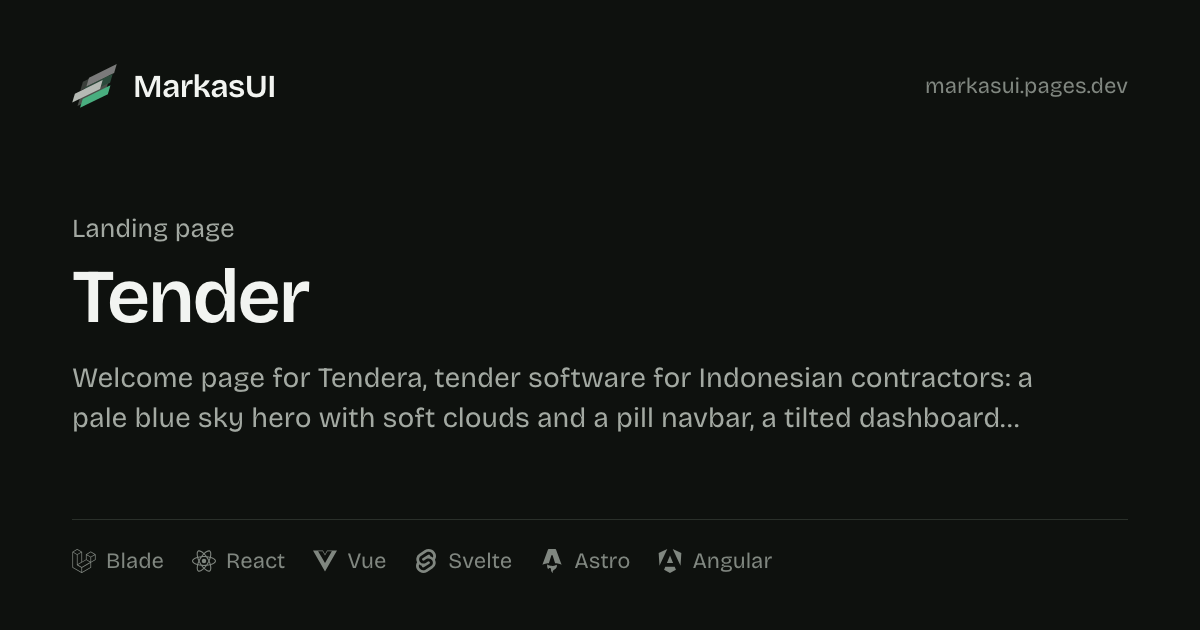 MarkasUI
markasui.pages.dev
Landing page
Tender
Welcome page for Tendera, tender software for Indonesian contractors: a
pale blue sky hero with soft clouds and a pill navbar, a tilted dashboard...
Blade React Vue Svelte Astro Angular